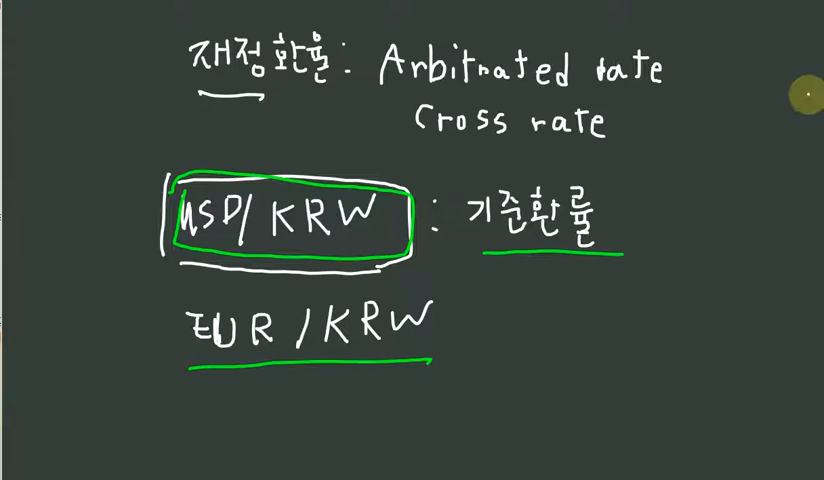 재정환율: Arbitrated rate
Cross rate
USD/KRW : 기준환률
EUR/KRW